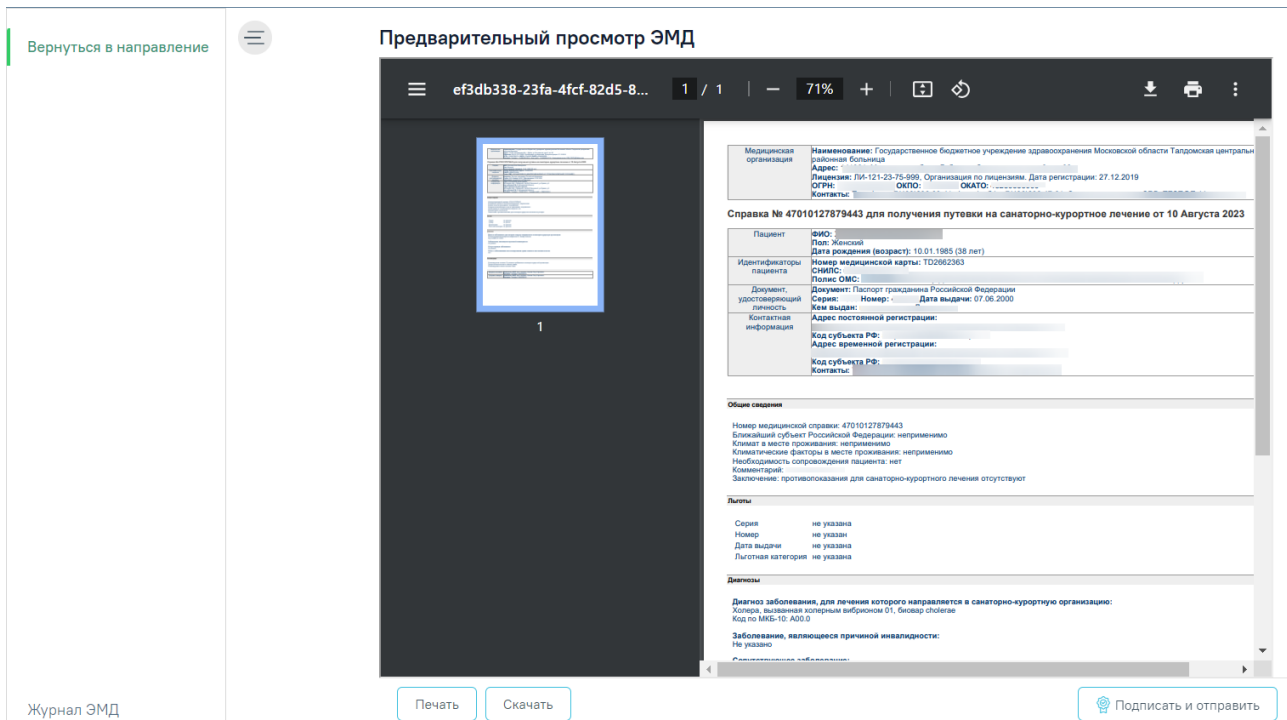 Вернуться в направление
Предварительный просмотр ЭМД
ef3db338-23fa-4fcf-82d5-8... 1 / 1 71%
1
Медицинская организация
Наименование: Государственное бюджетное учреждение здравоохранения Московской области Талдомская центральн
районная больница
Адрес:
Лицензия: ЛИ-121-23-75-999, Организация по лицензиям. Дата регистрации: 27.12.2019
ОГРН: ОКПО: ОКАТО:
Контакты:
Справка № 47010127879443 для получения путевки на санаторно-курортное лечение от 10 Августа 2023
Пациент
ФИО:
Пол: Женский
Дата рождения (возраст): 10.01.1985 (38 лет)
Идентификаторы пациента
Номер медицинской карты: TD2662363
СНИЛС:
Полис ОМС:
Документ, удостоверяющий личность
Документ: Паспорт гражданина Российской Федерации
Серия: Номер: Дата выдачи: 07.06.2000
Кем выдан:
Контактная информация
Адрес постоянной регистрации:
Код субъекта РФ:
Адрес временной регистрации:
Код субъекта РФ:
Контакты:
Общие сведения
Номер медицинской справки: 47010127879443
Ближайший субъект Российской Федерации: неприменимо
Климат в месте проживания: неприменимо
Климатические факторы в месте проживания: неприменимо
Необходимость сопровождения пациента: нет
Комментарий:
Заключение: противопоказания для санаторно-курортного лечения отсутствуют
Льготы
Серия не указана
Номер не указан
Дата выдачи не указана
Льготная категория не указана
Диагнозы
Диагноз заболевания, для лечения которого направляется в санаторно-курортную организацию:
Холера, вызванная холерным вибрионом 01, биовар cholerae
Код по МКБ-10: A00.0
Заболевание, являющееся причиной инвалидности:
Не указано
Сопутствующее заболевание:
Журнал ЭМД
Печать
Скачать
Подписать и отправить